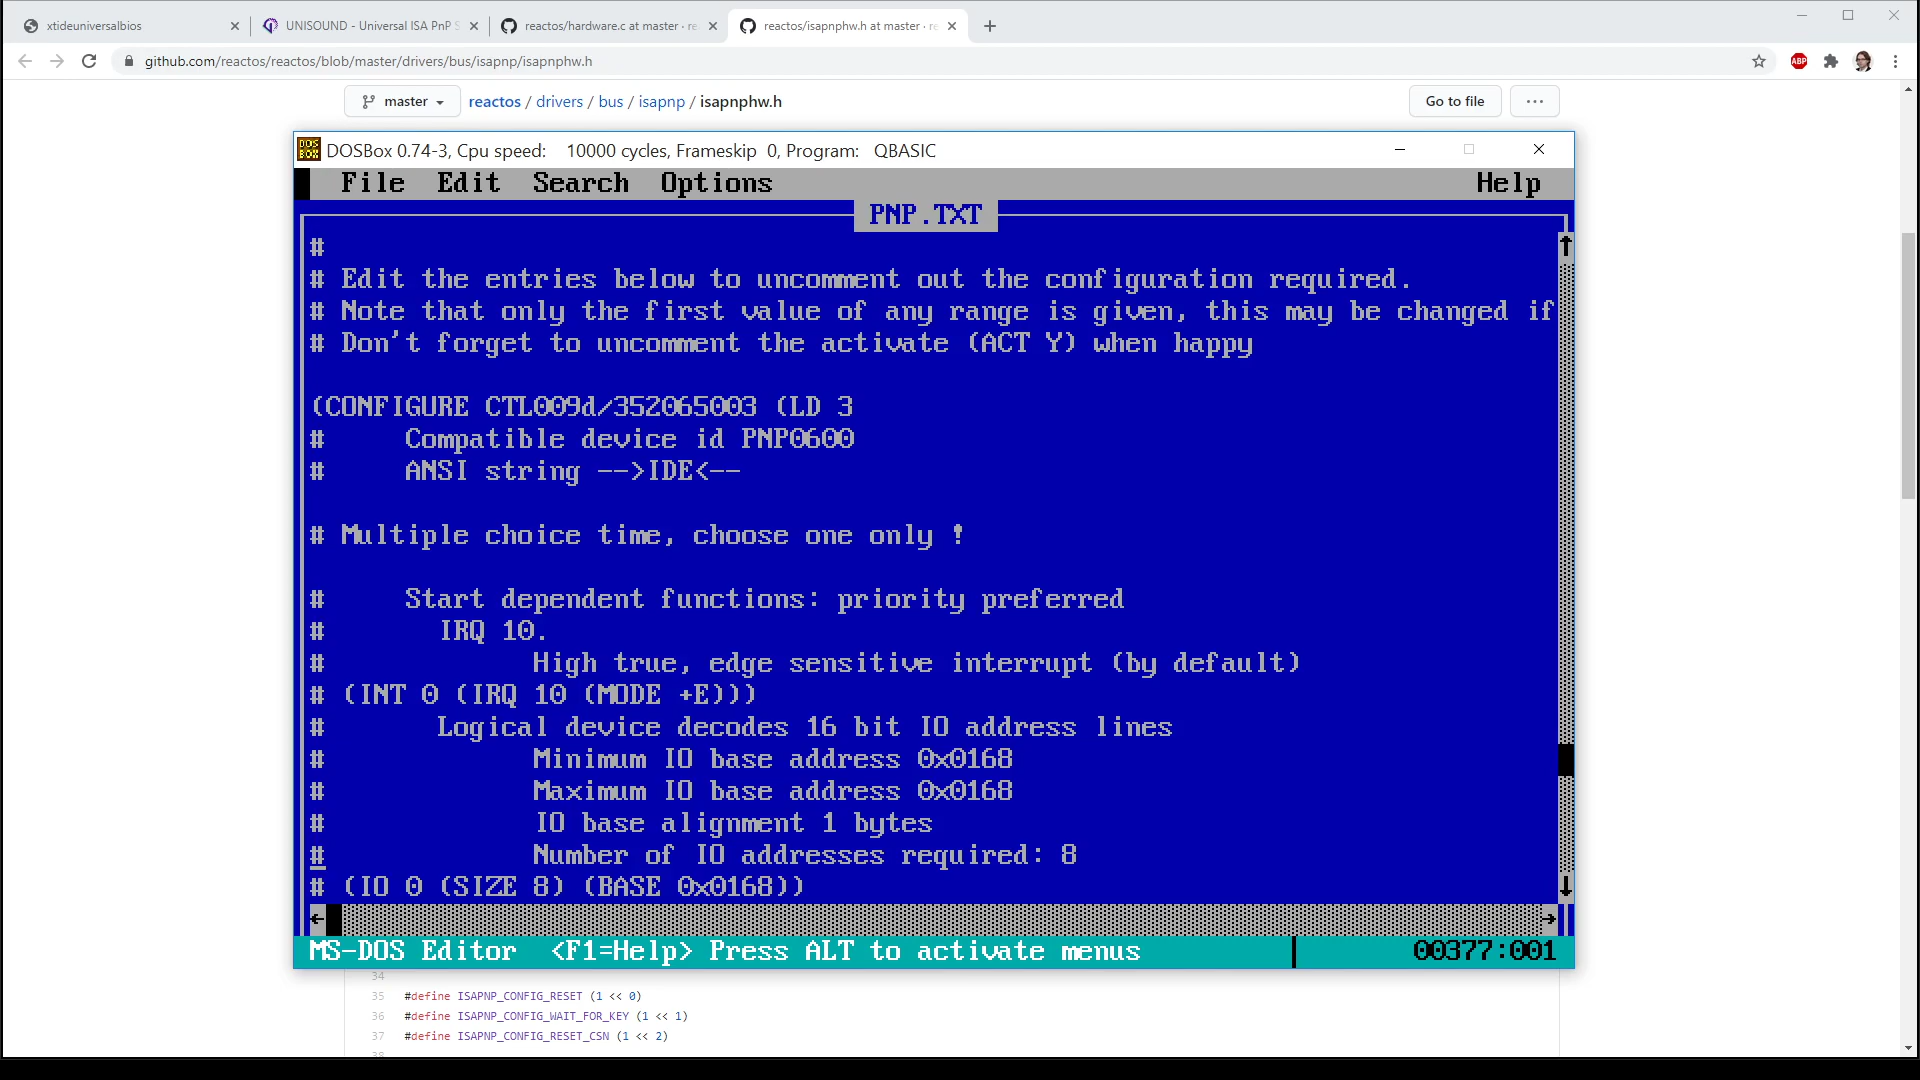 xtideuniversalbios
UNISOUND - Universal ISA PnP S
reactos/hardware.c at master · re
reactos/isapnphw.h at master · re
github.com/reactos/reactos/blob/master/drivers/bus/isapnp/isapnphw.h
ABP
master
reactos / drivers / bus / isapnp / isapnphw.h
Go to file
...
DOS BOX
DOSBox 0.74-3, Cpu speed: 10000 cycles, Frameskip 0, Program: QBASIC
File Edit Search Options Help
PNP.TXT
#
# Edit the entries below to uncomment out the configuration required.
# Note that only the first value of any range is given, this may be changed if
# Don't forget to uncomment the activate (ACT Y) when happy
(CONFIGURE CTL009d/352065003 (LD 3
# Compatible device id PNP0600
# ANSI string -->IDE<--
# Multiple choice time, choose one only !
# Start dependent functions: priority preferred
# IRQ 10.
# High true, edge sensitive interrupt (by default)
# (INT 0 (IRQ 10 (MODE +E)))
# Logical device decodes 16 bit IO address lines
# Minimum IO base address 0x0168
# Maximum IO base address 0x0168
# IO base alignment 1 bytes
# Number of IO addresses required: 8
# (IO 0 (SIZE 8) (BASE 0x0168))
MS-DOS Editor <F1=Help> Press ALT to activate menus 00377:001
34
35 #define ISAPNP_CONFIG_RESET (1 << 0)
36 #define ISAPNP_CONFIG_WAIT_FOR_KEY (1 << 1)
37 #define ISAPNP_CONFIG_RESET_CSN (1 << 2)
38